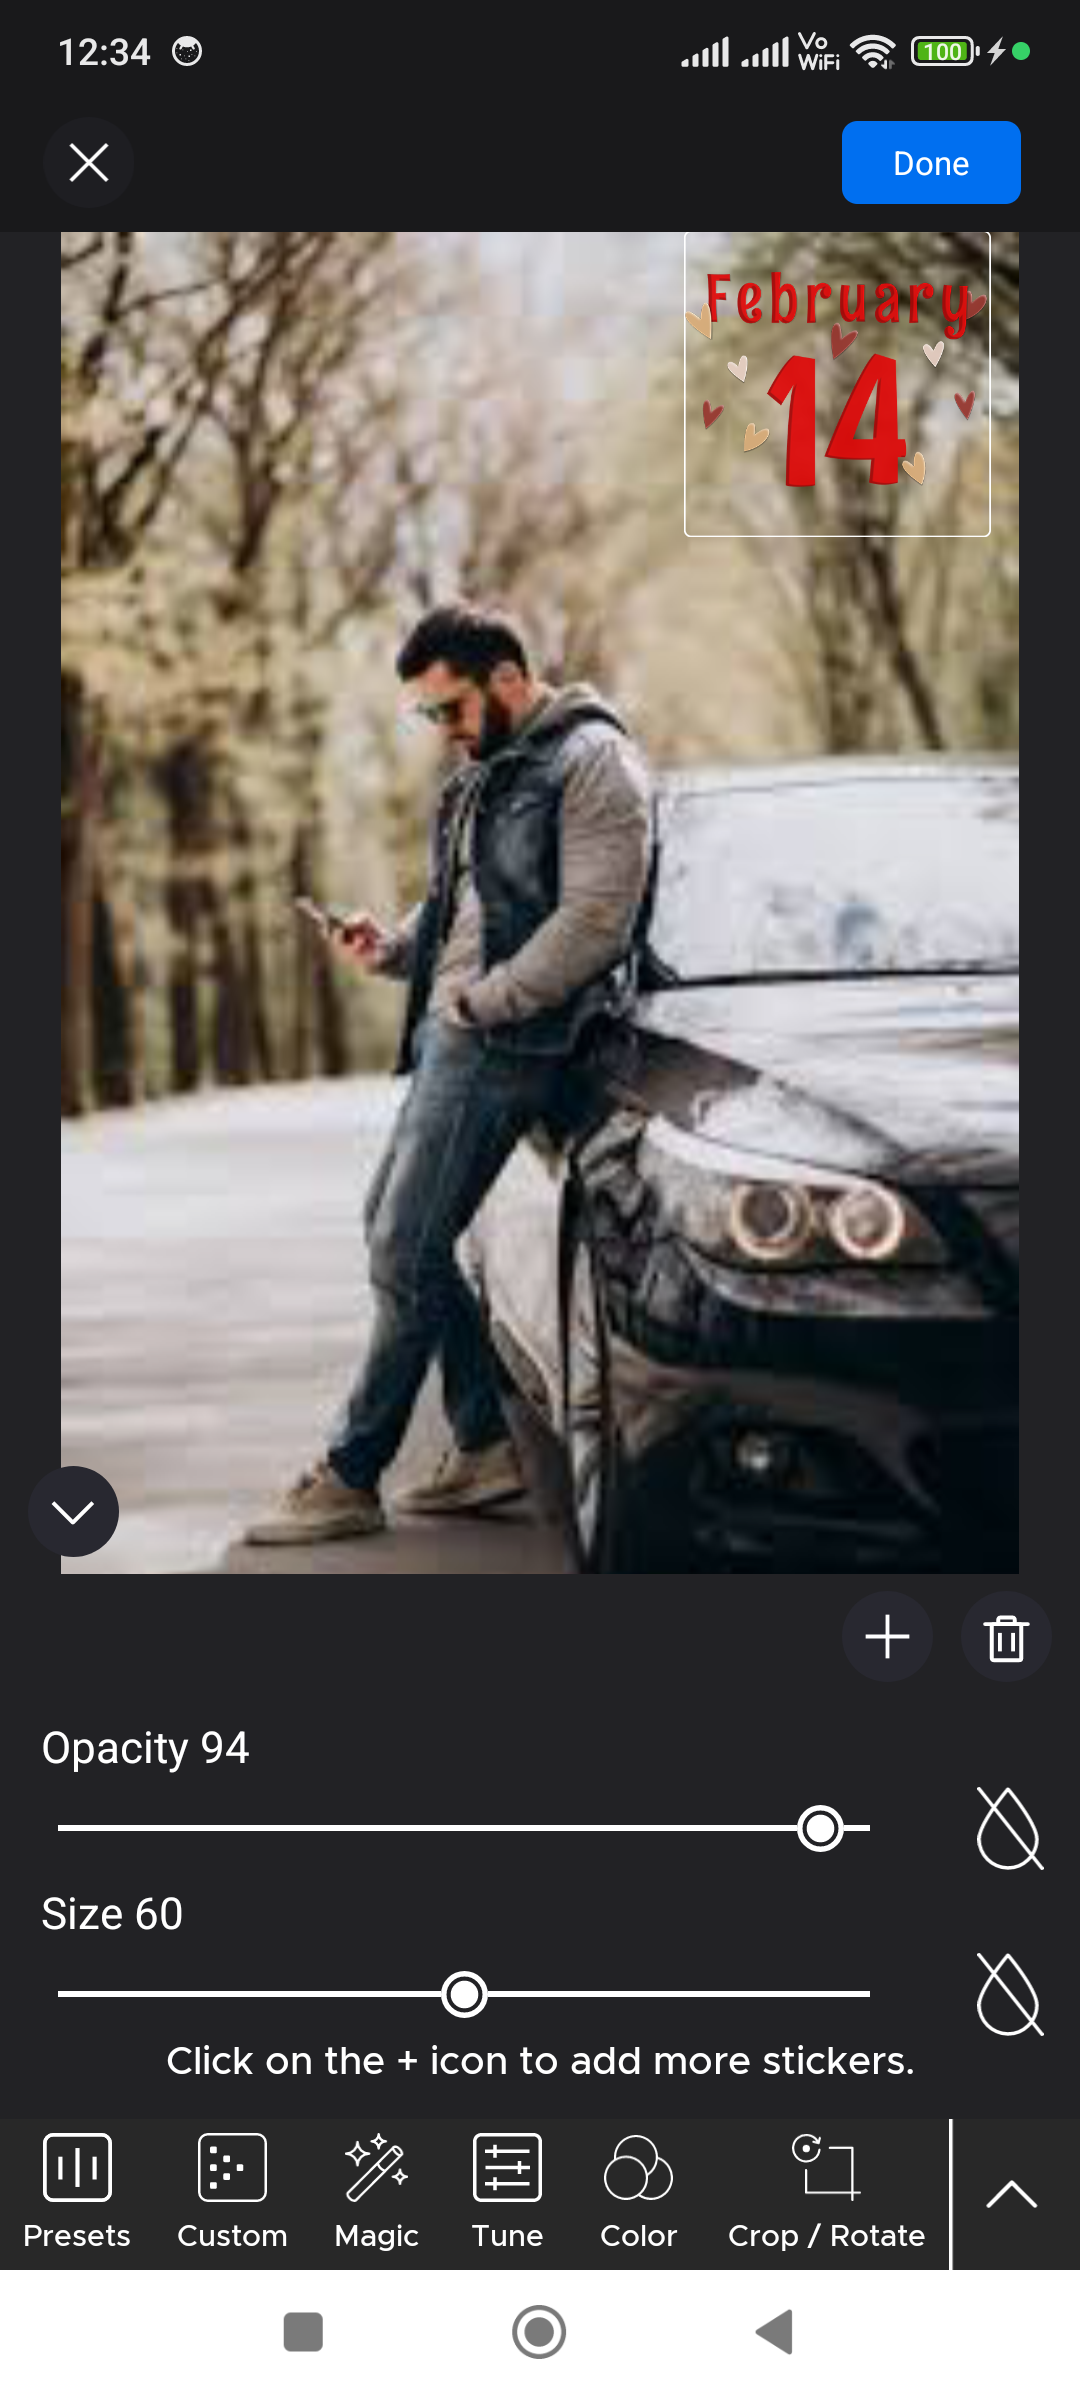 12:34
Vo
WiFi
100
Done
February
14
Opacity 94
Size 60
Click on the + icon to add more stickers.
Presets Custom Magic Tune Color Crop / Rotate